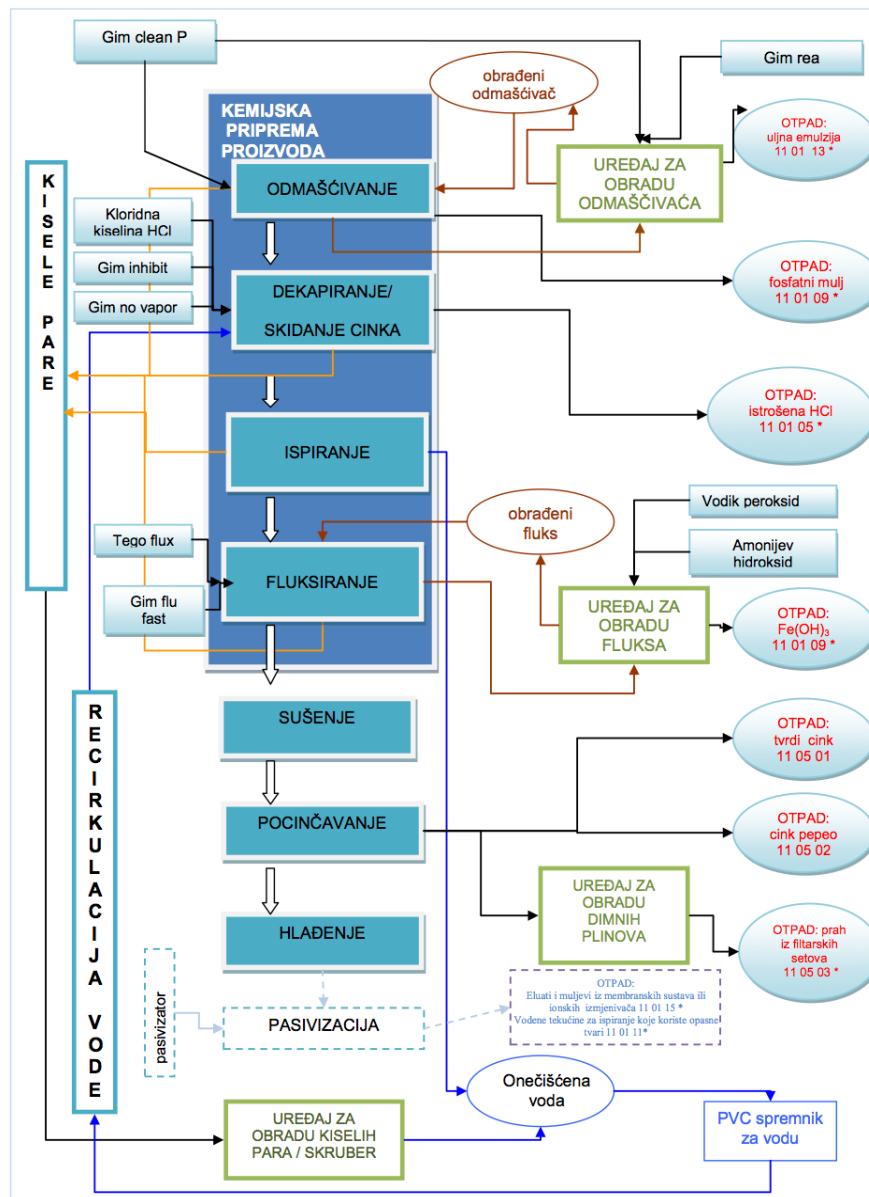 Gim clean P
Gim rea
obrađeni
odmašćivač
OTPAD:
uljna emulzija
11 01  13 *
KEMIJSKA
PRIPREMA
PROIZVODA
UREĐAJ ZA
OBRADU
ODMAŠČIVAĆA
KISELE PARE
ODMAŠĆIVANJE
Kloridna
kiselina HCl
Gim inhibit
Gim no vapor
OTPAD:
fosfatni mulj
11 01 09 *
DEKAPIRANJE/
SKIDANJE CINKA
OTPAD:
istrošena HCl
11 01 05 *
ISPIRANJE
Vodik peroksid
obrađeni
fluks
Amonijev
hidroksid
Tego flux
FLUKSIRANJE
Gim flu
fast
UREĐAJ ZA
OBRADU
FLUKSA
OTPAD:
Fe(OH)₃
11 01 09 *
RECIRKULACIJA VODE
SUŠENJE
OTPAD:
tvrdi  cink
11 05 01
POCINČAVANJE
OTPAD:
cink pepeo
11 05 02
UREĐAJ ZA
OBRADU
DIMNIH
PLINOVA
HLAĐENJE
OTPAD: prah
iz filtarskih
setova
11 05 03 *
pasivizator
PASIVIZACIJA
OTPAD:
Eluati i muljevi iz membranskih sustava ili
ionskih  izmjenivača 11 01 15 *
Vodene tekućine za ispiranje koje koriste opasne
tvari 11 01 11*
Onečišćena
voda
UREĐAJ ZA
OBRADU KISELIH
PARA / SKRUBER
PVC spremnik
za vodu